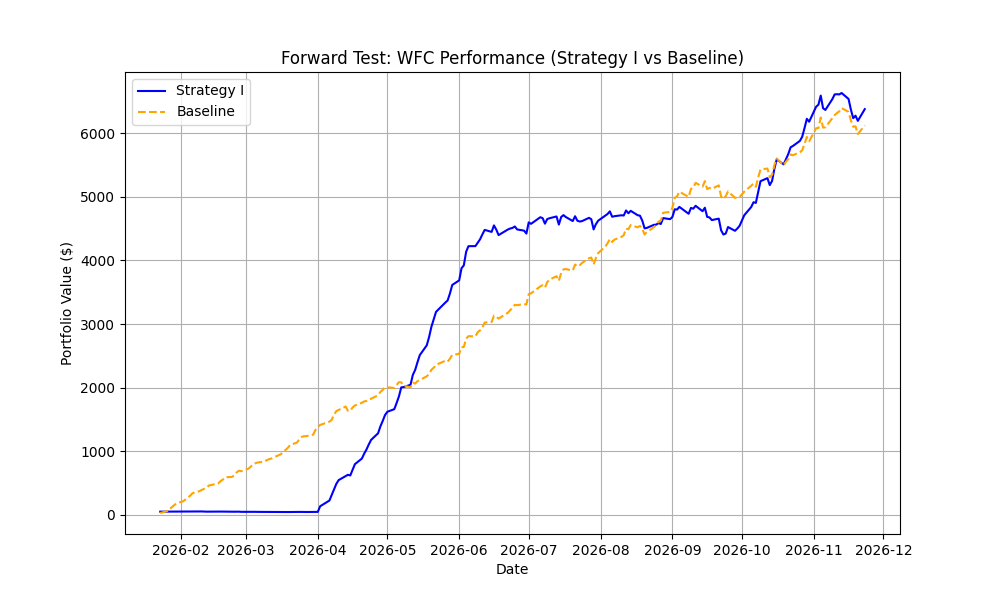 Forward Test: WFC Performance (Strategy I vs Baseline)
Strategy I
Baseline
Portfolio Value ($)
6000
5000
4000
3000
2000
1000
0
2026-02 2026-03 2026-04 2026-05 2026-06 2026-07 2026-08 2026-09 2026-10 2026-11 2026-12
Date